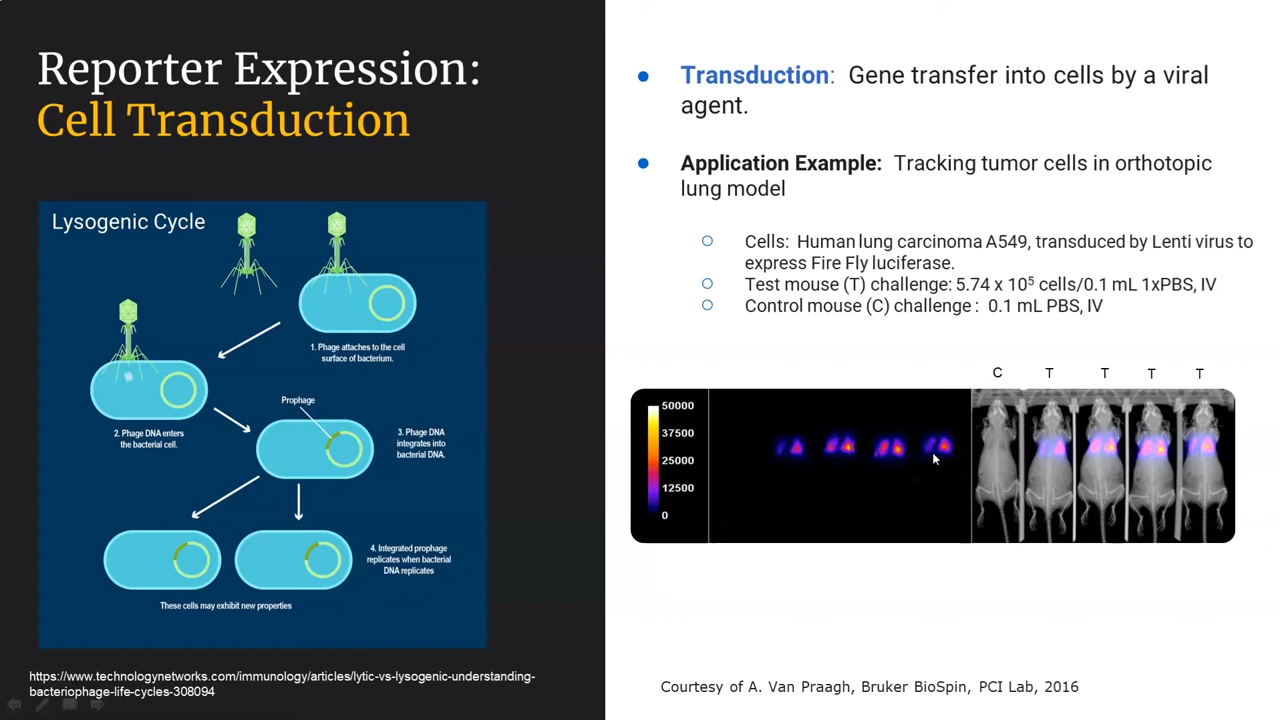 Reporter Expression:
Cell Transduction
Lysogenic Cycle
1. Phage attaches to the cell
surface of bacterium.
2. Phage DNA enters
the bacterial cell.
Prophage
3. Phage DNA
integrates into
bacterial DNA.
4. Integrated prophage
replicates when bacterial
DNA replicates
These cells may exhibit new properties
https://www.technologynetworks.com/immunology/articles/lytic-vs-lysogenic-understanding-
bacteriophage-life-cycles-308094
● Transduction: Gene transfer into cells by a viral
agent.
● Application Example: Tracking tumor cells in orthotopic
lung model
○ Cells: Human lung carcinoma A549, transduced by Lenti virus to
express Fire Fly luciferase.
○ Test mouse (T) challenge: 5.74 x 10⁵ cells/0.1 mL 1xPBS, IV
○ Control mouse (C) challenge : 0.1 mL PBS, IV
C T T T T
50000
37500
25000
12500
0
Courtesy of A. Van Praagh, Bruker BioSpin, PCI Lab, 2016